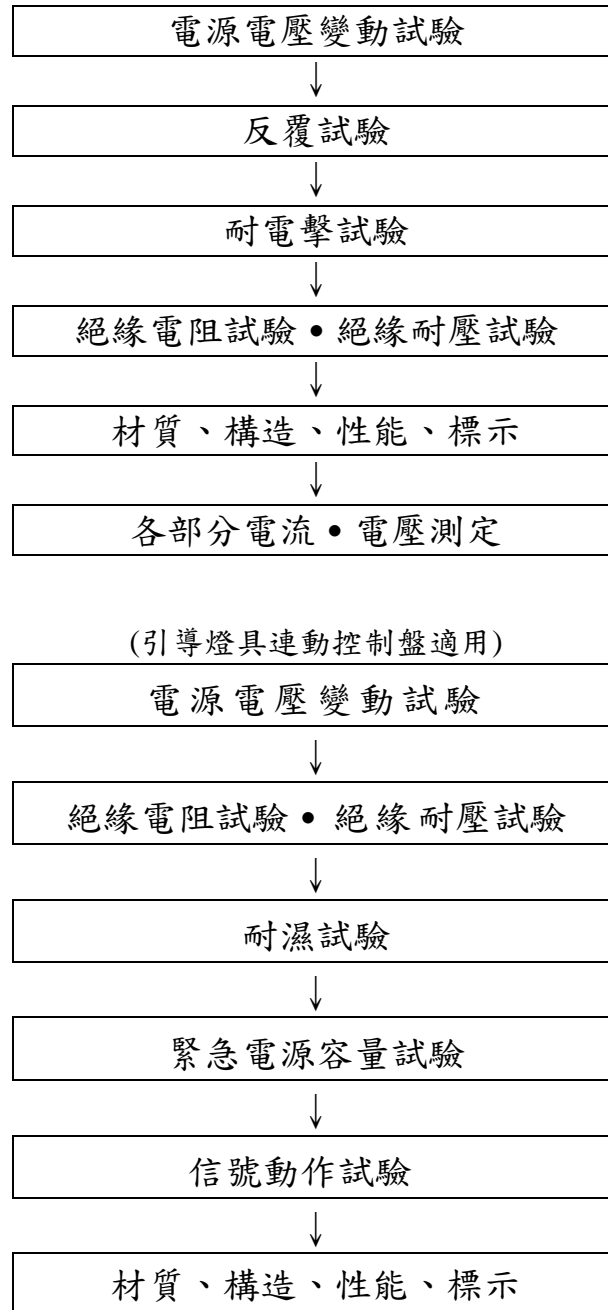 電源電壓變動試驗
↓
反覆試驗
↓
耐電擊試驗
↓
絕緣電阻試驗•絕緣耐壓試驗
↓
材質、構造、性能、標示
↓
各部分電流•電壓測定
(引導燈具連動控制盤適用)
電源電壓變動試驗
↓
絕緣電阻試驗• 絕緣耐壓試驗
↓
耐濕試驗
↓
緊急電源容量試驗
↓
信號動作試驗
↓
材質、構造、性能、標示